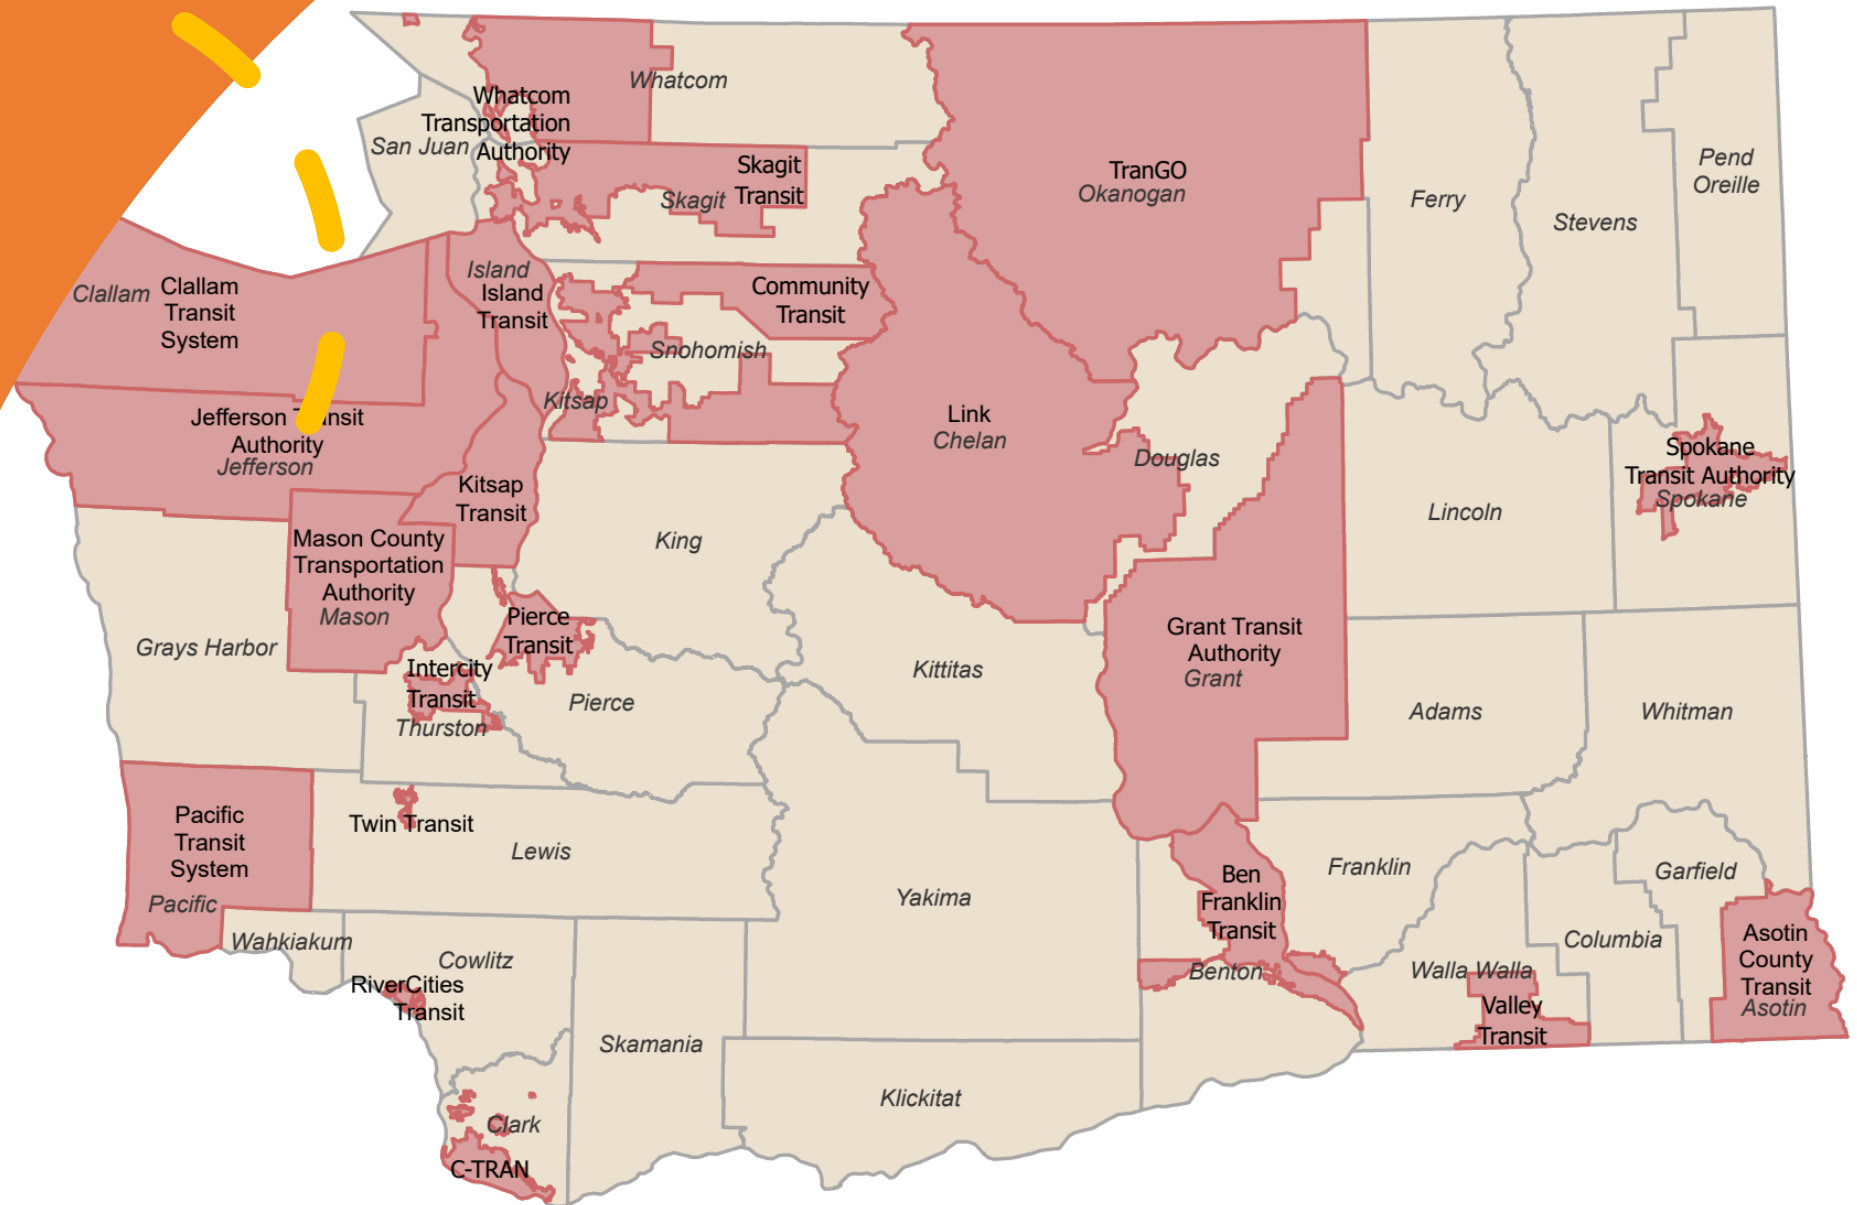 Whatcom
Whatcom
Transportation
Authority
San Juan
Skagit
Transit
Skagit
TranGO
Okanogan
Ferry
Stevens
Pend
Oreille
Clallam
Clallam
Transit
System
Island
Island
Transit
Community
Transit
Snohomish
Kitsap
Jefferson Transit
Authority
Jefferson
Link
Chelan
Douglas
Spokane
Transit Authority
Spokane
Kitsap
Transit
Lincoln
King
Mason County
Transportation
Authority
Mason
Pierce
Transit
Grays Harbor
Grant Transit
Authority
Grant
Intercity
Transit
Thurston
Pierce
Kittitas
Adams
Whitman
Pacific
Transit
System
Pacific
Twin Transit
Lewis
Yakima
Ben
Franklin
Transit
Benton
Franklin
Garfield
Wahkiakum
Cowlitz
RiverCities
Transit
Columbia
Walla Walla
Valley
Transit
Asotin
County
Transit
Asotin
Skamania
Klickitat
Clark
C-TRAN